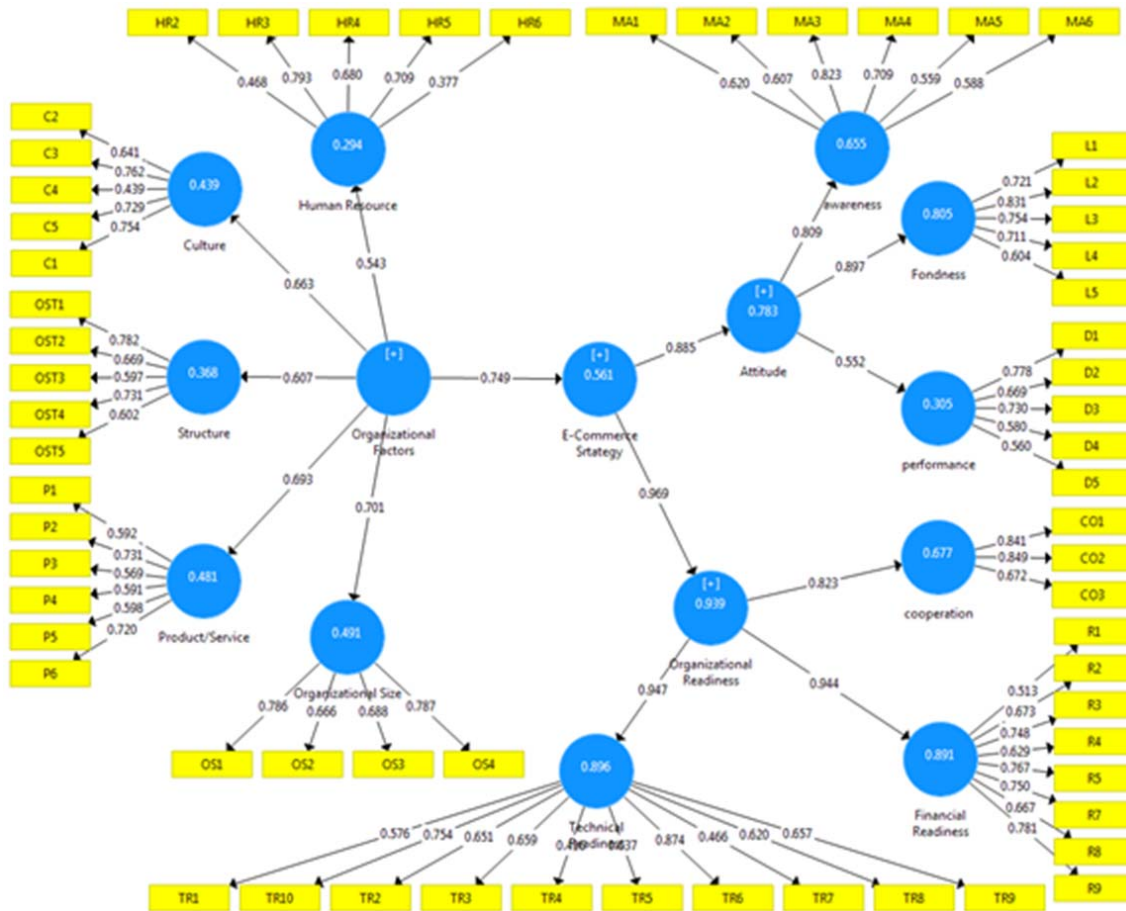 HR2 HR3 HR4 HR5 HR6
MA1 MA2 MA3 MA4 MA5 MA6
0.468 0.793 0.680 0.709 0.377
0.620 0.607 0.823 0.709 0.559 0.588
0.294
Human Resource
0.655
awareness
C2
C3
C4
C5
C1
0.641
0.762
0.439
0.729
0.754
0.439
Culture
L1
L2
L3
L4
L5
0.721
0.831
0.754
0.711
0.604
0.805
Fondness
0.543
0.663
0.809
0.897
OST1
OST2
OST3
OST4
OST5
0.782
0.669
0.597
0.731
0.602
0.368
Structure
0.607
[+]
Organizational
Factors
0.749
[+]
0.561
E-Commerce
Srtategy
0.885
[+]
0.783
Attitude
0.552
D1
D2
D3
D4
D5
0.778
0.669
0.730
0.580
0.560
0.305
performance
0.693
0.701
0.969
P1
P2
P3
P4
P5
P6
0.592
0.731
0.569
0.591
0.598
0.720
0.481
Product/Service
CO1
CO2
CO3
0.841
0.849
0.672
0.677
cooperation
0.823
[+]
0.939
Organizational
Readiness
0.491
Organizational Size
0.786 0.666 0.688 0.787
OS1 OS2 OS3 OS4
0.947
0.944
R1
R2
R3
R4
R5
R7
R8
R9
0.513
0.673
0.748
0.629
0.767
0.750
0.667
0.781
0.891
Financial
Readiness
0.896
Technical
0.576 0.754 0.651 0.659 0.874 0.466 0.620 0.657
TR1 TR10 TR2 TR3 TR4 TR5 TR6 TR7 TR8 TR9